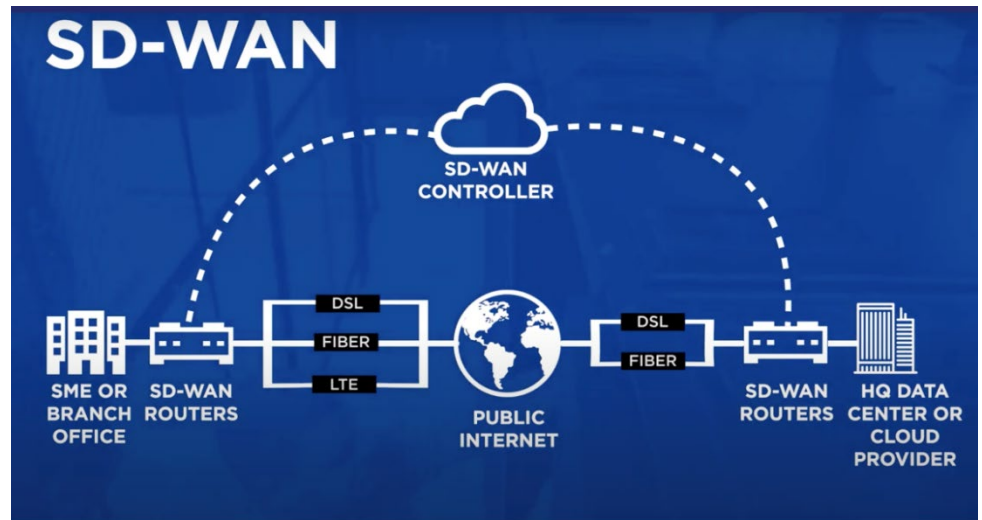 SD-WAN
SD-WAN
CONTROLLER
DSL
FIBER
LTE
DSL
FIBER
SME OR
BRANCH
OFFICE
SD-WAN
ROUTERS
PUBLIC
INTERNET
SD-WAN
ROUTERS
HQ DATA
CENTER OR
CLOUD
PROVIDER